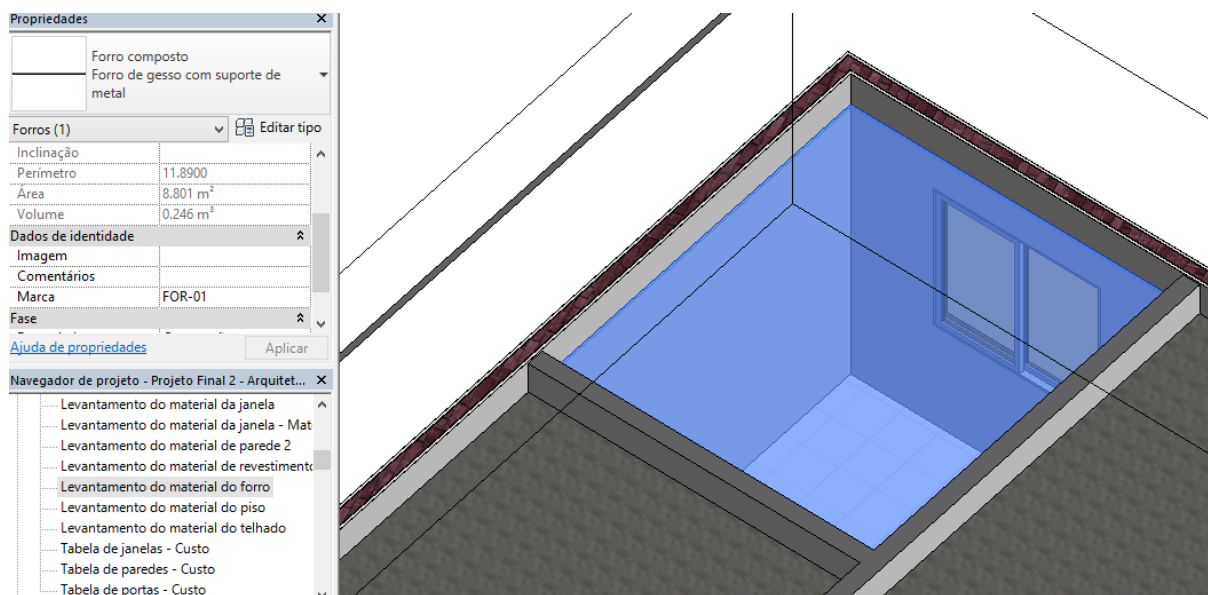 Propriedades
Forro composto
Forro de gesso com suporte de
metal
Forros (1)
Editar tipo
Inclinação
Perímetro 11.8900
Área 8.801 m²
Volume 0.246 m³
Dados de identidade
Imagem
Comentários
Marca FOR-01
Fase
Ajuda de propriedades
Aplicar
Navegador de projeto - Projeto Final 2 - Arquitet...
Levantamento do material da janela
Levantamento do material da janela - Mat
Levantamento do material de parede 2
Levantamento do material de revestimento
Levantamento do material do forro
Levantamento do material do piso
Levantamento do material do telhado
Tabela de janelas - Custo
Tabela de paredes - Custo
Tabela de portas - Custo